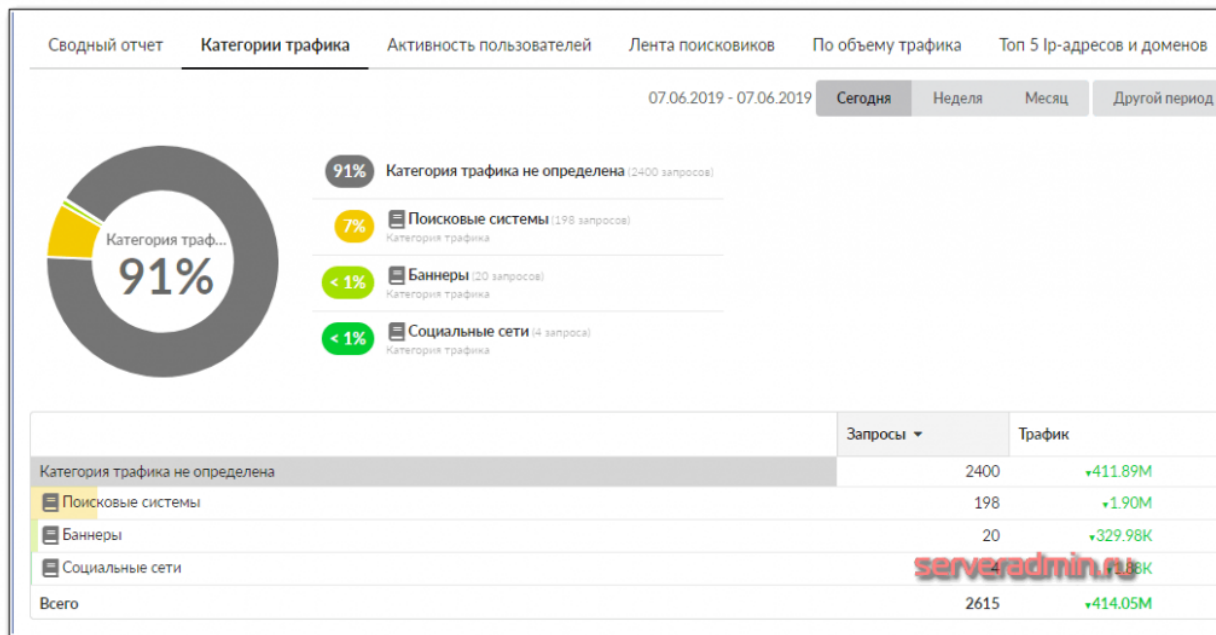 Сводный отчет Категории трафика Активность пользователей Лента поисковиков По объему трафика Топ 5 Ip-адресов и доменов
07.06.2019 - 07.06.2019 Сегодня Неделя Месяц Другой период
91% Категория трафика не определена (2400 запросов)
7% Поисковые системы (198 запросов)
Категория трафика
Категория траф...
91%
< 1% Баннеры (20 запросов)
Категория трафика
< 1% Социальные сети (4 запроса)
Категория трафика
Запросы Трафик
Категория трафика не определена 2400 411.89M
Поисковые системы 198 1.90M
Баннеры 20 329.98K
Социальные сети 4
serveradmin.ru
Всего 2615 414.05M